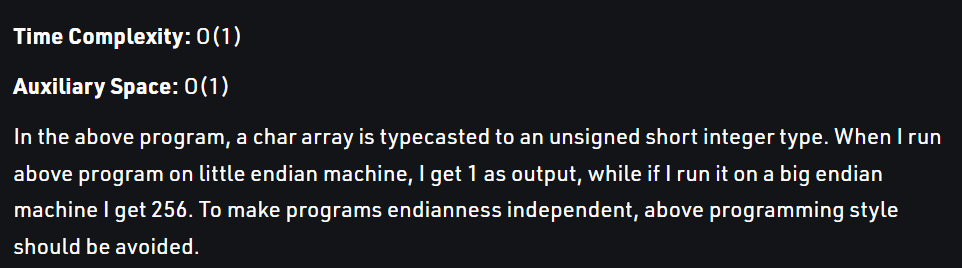 Time Complexity: O(1)
Auxiliary Space: O(1)
In the above program, a char array is typecasted to an unsigned short integer type. When I run
above program on little endian machine, I get 1 as output, while if I run it on a big endian
machine I get 256. To make programs endianness independent, above programming style
should be avoided.